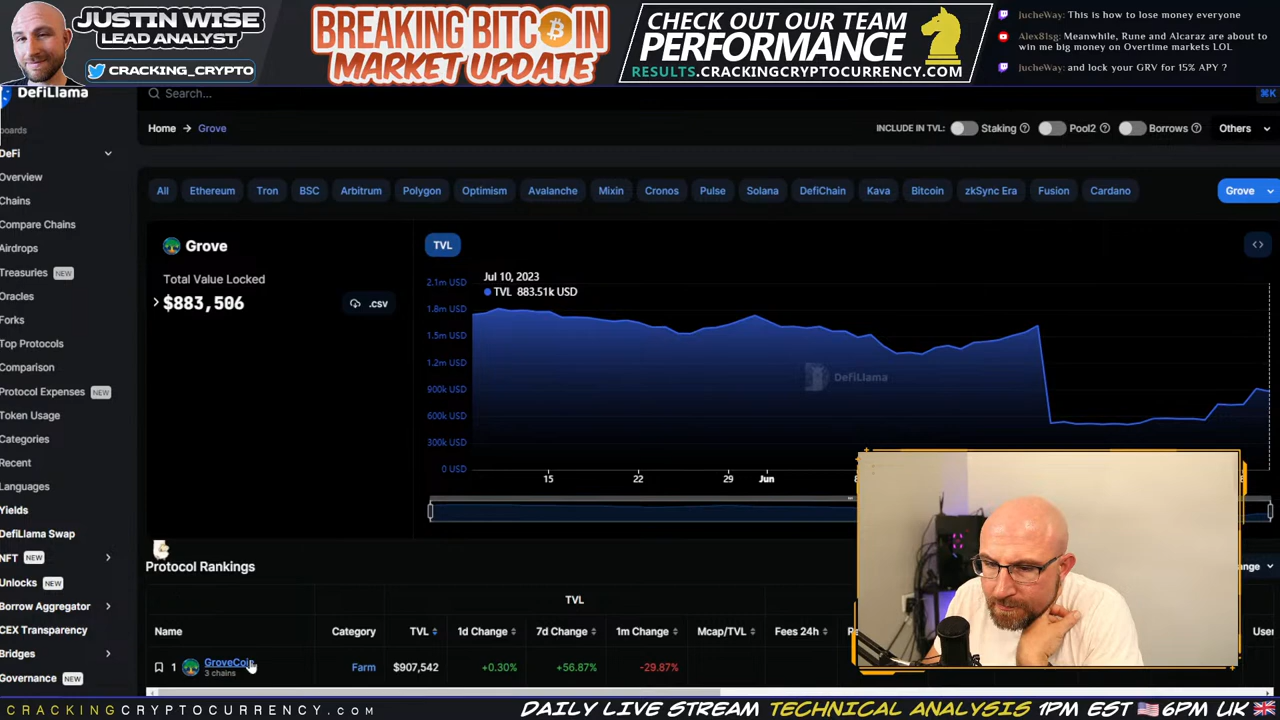 JUSTIN WISE
LEAD ANALYST
CRACKING_CRYPTO
BREAKING BITCOIN
MARKET UPDATE
CHECK OUT OUR TEAM
PERFORMANCE
RESULTS.CRACKINGCRYPTOCURRENCY.COM
JucheWay: This is how to lose money everyone
Alex8lsg: Meanwhile, Rune and Alcaraz are about to
win me big money on Overtime markets LOL
JucheWay: and lock your GRV for 15% APY ?
DefiLlama
Search...
⌘K
boards
Home → Grove
INCLUDE IN TVL: Staking Pool2 Borrows Others
DeFi
Overview
Chains
Compare Chains
Airdrops
Treasuries NEW
Oracles
Forks
Top Protocols
Comparison
Protocol Expenses NEW
Token Usage
Categories
Recent
Languages
Yields
DefiLlama Swap
NFT NEW
Unlocks NEW
Borrow Aggregator
CEX Transparency
Bridges
Governance NEW
All Ethereum Tron BSC Arbitrum Polygon Optimism Avalanche Mixin Cronos Pulse Solana DefiChain Kava Bitcoin zkSync Era Fusion Cardano Grove
Grove
Total Value Locked
$883,506
.csv
TVL
Jul 10, 2023
TVL 883.51k USD
2.1m USD
1.8m USD
1.5m USD
1.2m USD
900k USD
600k USD
300k USD
0 USD
DefiLlama
15 22 29 Jun
Protocol Rankings
TVL
Name Category TVL 1d Change 7d Change 1m Change Mcap/TVL Fees 24h
1 GroveCoin Farm $907,542 +0.30% +56.87% -29.87%
3 chains
CRACKINGCRYPTOCURRENCY.COM
DAILY LIVE STREAM TECHNICAL ANALYSIS 1PM EST 6PM UK